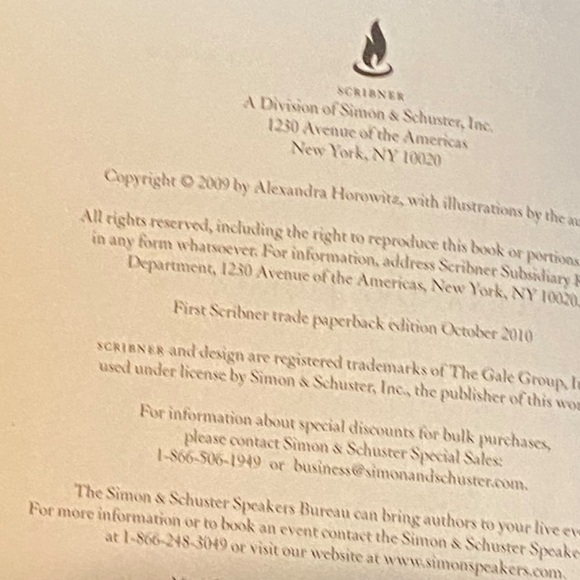 SCRIBNER
A Division of Simon & Schuster, Inc.
1230 Avenue of the Americas
New York, NY 10020
Copyright © 2009 by Alexandra Horowitz, with illustrations by the au
All rights reserved, including the right to reproduce this book or portions
in any form whatsoever. For information, address Scribner Subsidiary R
Department, 1230 Avenue of the Americas, New York, NY 10020.
First Scribner trade paperback edition October 2010
SCRIBNER and design are registered trademarks of The Gale Group, In
used under license by Simon & Schuster, Inc., the publisher of this wor
For information about special discounts for bulk purchases,
please contact Simon & Schuster Special Sales:
1-866-506-1949 or business@simonandschuster.com.
The Simon & Schuster Speakers Bureau can bring authors to your live ev
For more information or to book an event contact the Simon & Schuster Speake
at 1-866-248-3049 or visit our website at www.simonspeakers.com.